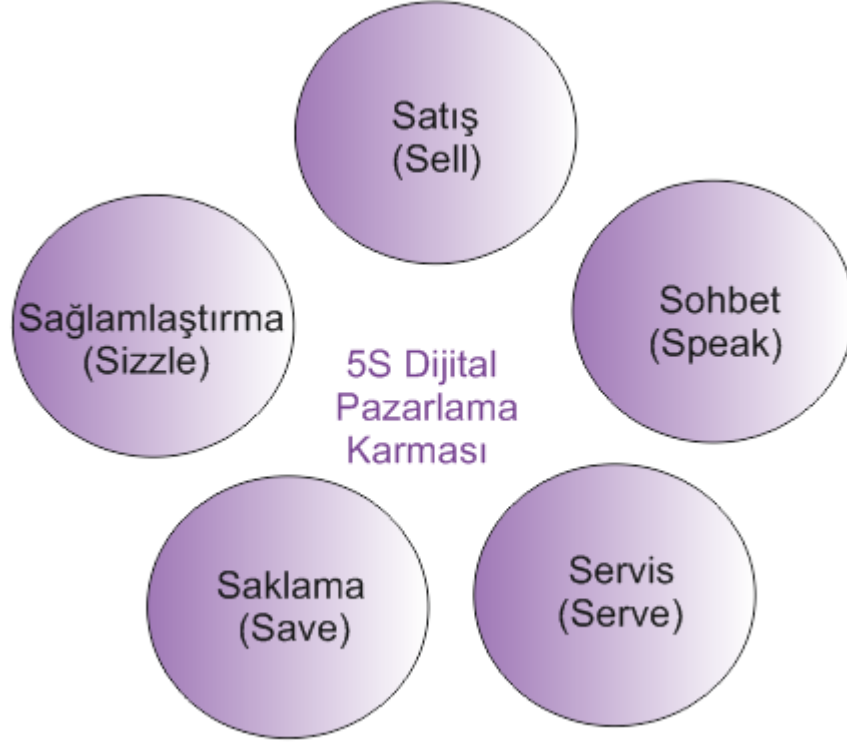 Satış
(Sell)
Sohbet
(Speak)
Servis
(Serve)
Saklama
(Save)
Sağlamlaştırma
(Sizzle)
5S Dijital
Pazarlama
Karması